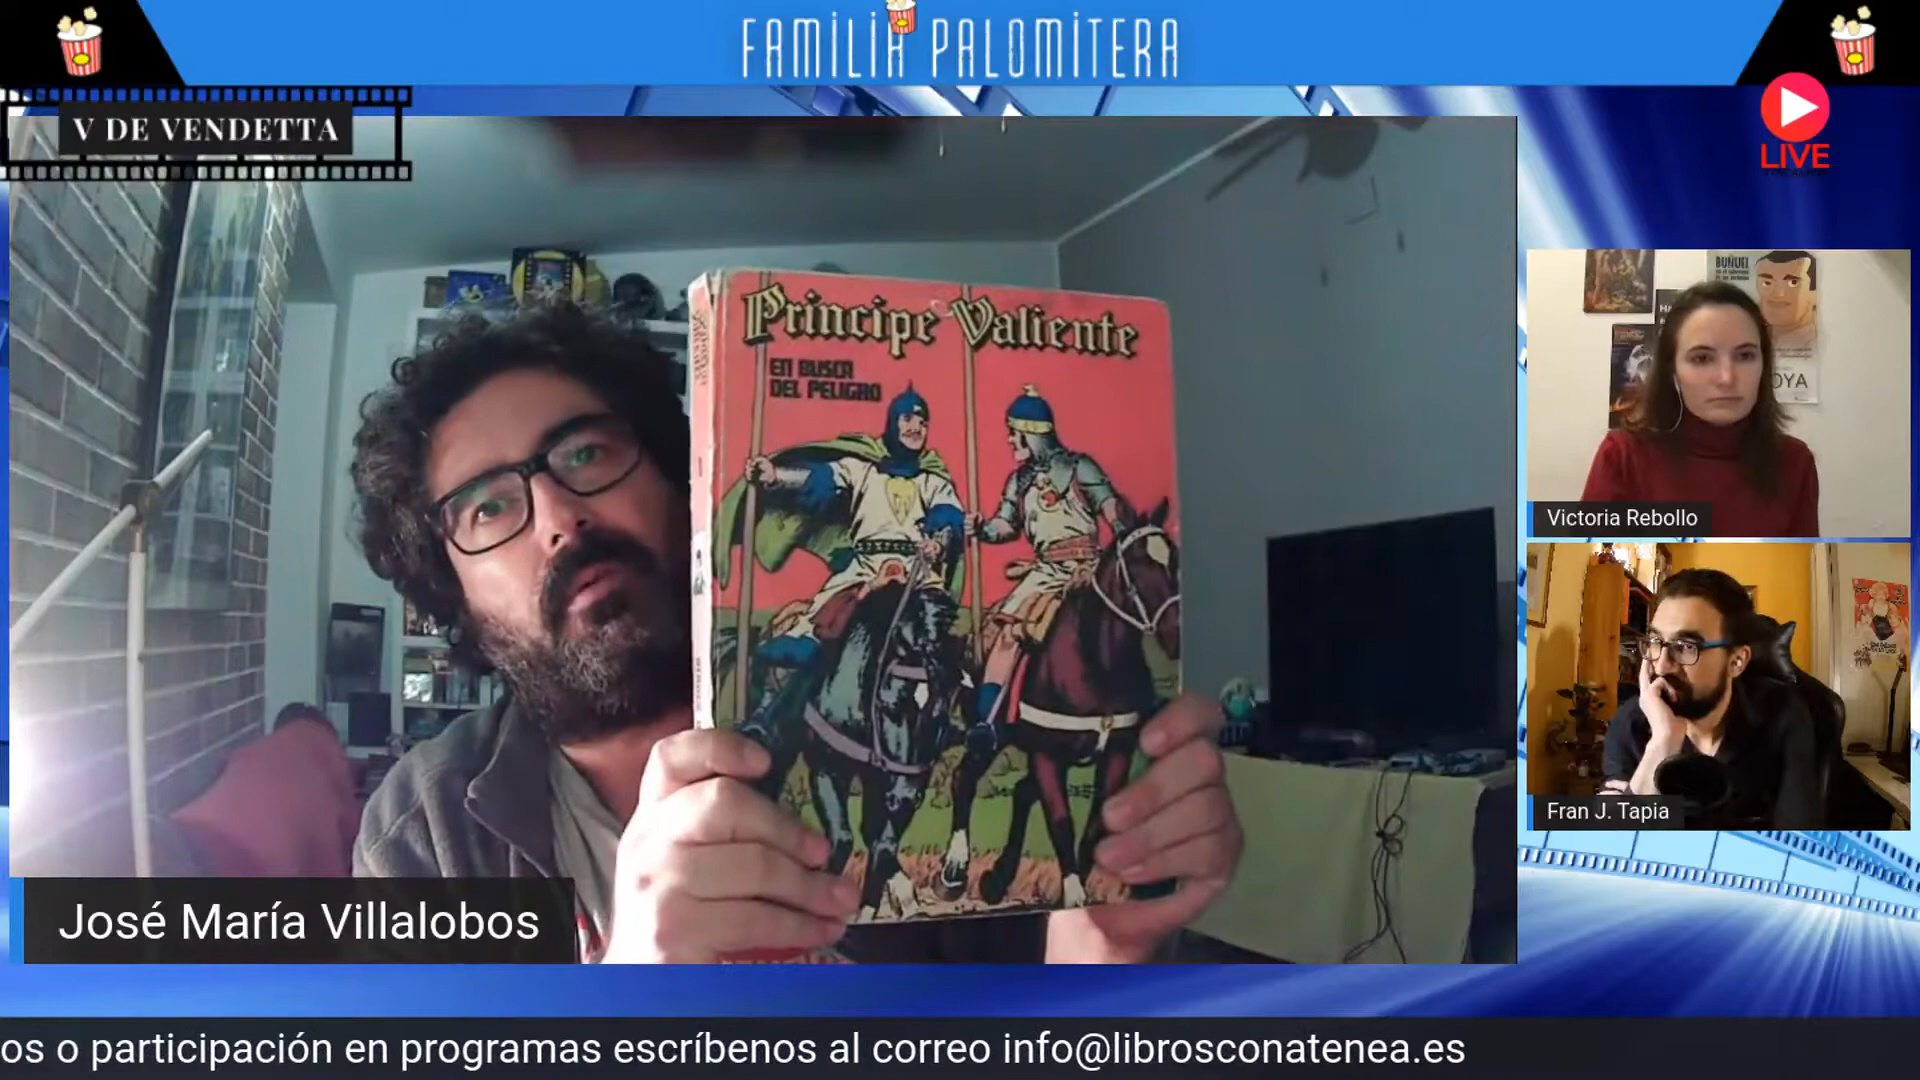 FAMILIA PALOMITERA
V DE VENDETTA
LIVE
Príncipe Valiente
EN BUSCA
DEL PELIGRO
BUÑUEL
OYA
Victoria Rebollo
Fran J. Tapia
José María Villalobos
os o participación en programas escríbenos al correo info@librosconatenea.es